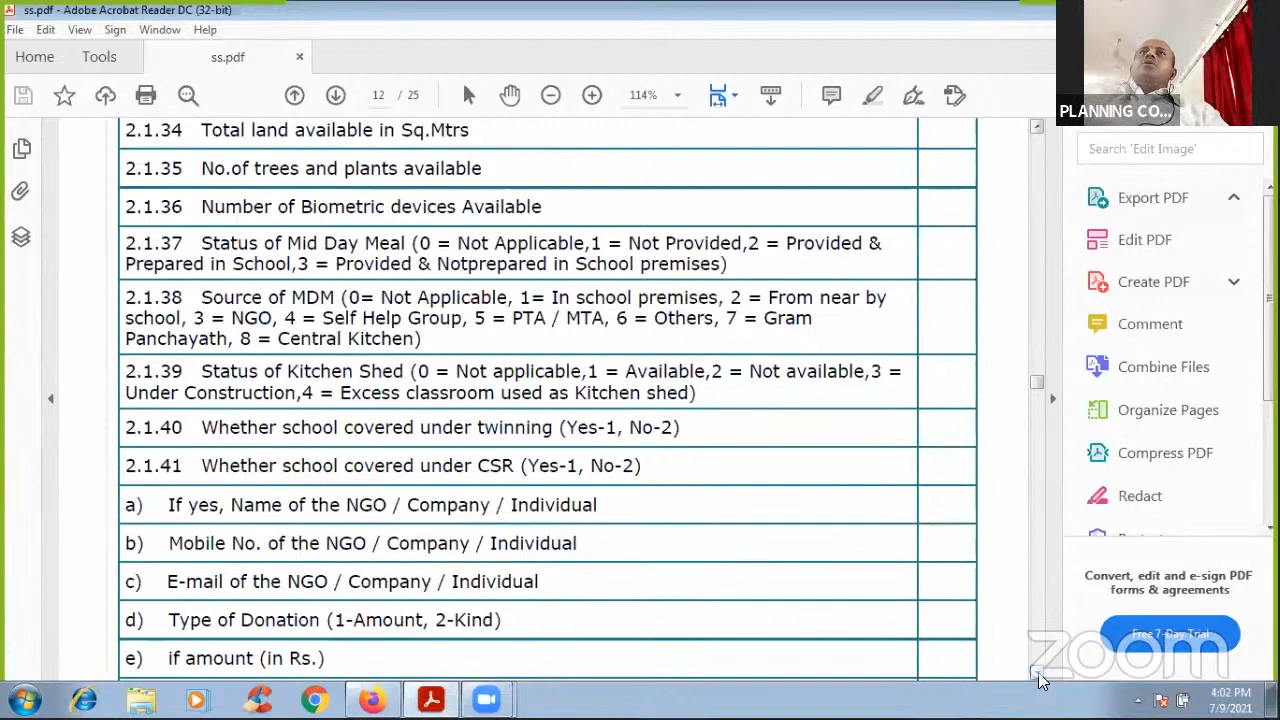 ss.pdf - Adobe Acrobat Reader DC (32-bit)
File Edit View Sign Window Help
Home Tools ss.pdf ×
12 / 25 114%
PLANNING CO...
2.1.34 Total land available in Sq.Mtrs
2.1.35 No.of trees and plants available
2.1.36 Number of Biometric devices Available
2.1.37 Status of Mid Day Meal (0 = Not Applicable,1 = Not Provided,2 = Provided &
Prepared in School,3 = Provided & Notprepared in School premises)
2.1.38 Source of MDM (0= Not Applicable, 1= In school premises, 2 = From near by
school, 3 = NGO, 4 = Self Help Group, 5 = PTA / MTA, 6 = Others, 7 = Gram
Panchayath, 8 = Central Kitchen)
2.1.39 Status of Kitchen Shed (0 = Not applicable,1 = Available,2 = Not available,3 =
Under Construction,4 = Excess classroom used as Kitchen shed)
2.1.40 Whether school covered under twinning (Yes-1, No-2)
2.1.41 Whether school covered under CSR (Yes-1, No-2)
a) If yes, Name of the NGO / Company / Individual
b) Mobile No. of the NGO / Company / Individual
c) E-mail of the NGO / Company / Individual
d) Type of Donation (1-Amount, 2-Kind)
e) if amount (in Rs.)
Search 'Edit Image'
Export PDF
Edit PDF
Create PDF
Comment
Combine Files
Organize Pages
Compress PDF
Redact
Convert, edit and e-sign PDF
forms & agreements
Free 7-Day Trial
zoom
4:02 PM
7/9/2021